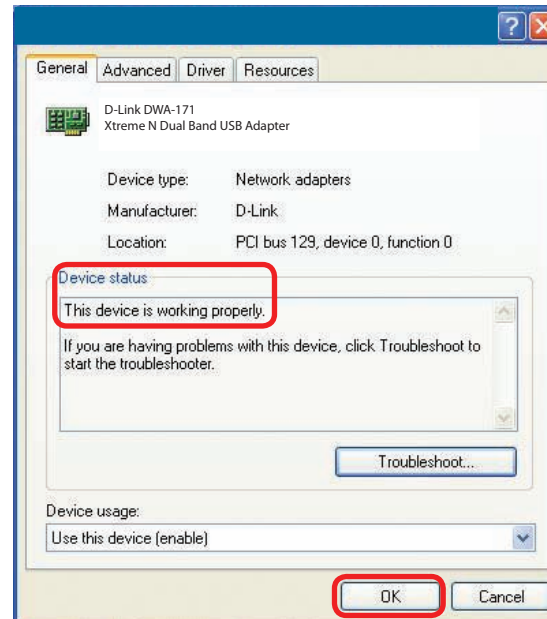 General Advanced Driver Resources
D-Link DWA-171
Xtreme N Dual Band USB Adapter
Device type: Network adapters
Manufacturer: D-Link
Location: PCI bus 129, device 0, function 0
Device status
This device is working properly.
If you are having problems with this device, click Troubleshoot to
start the troubleshooter.
Troubleshoot...
Device usage:
Use this device (enable)
OK Cancel